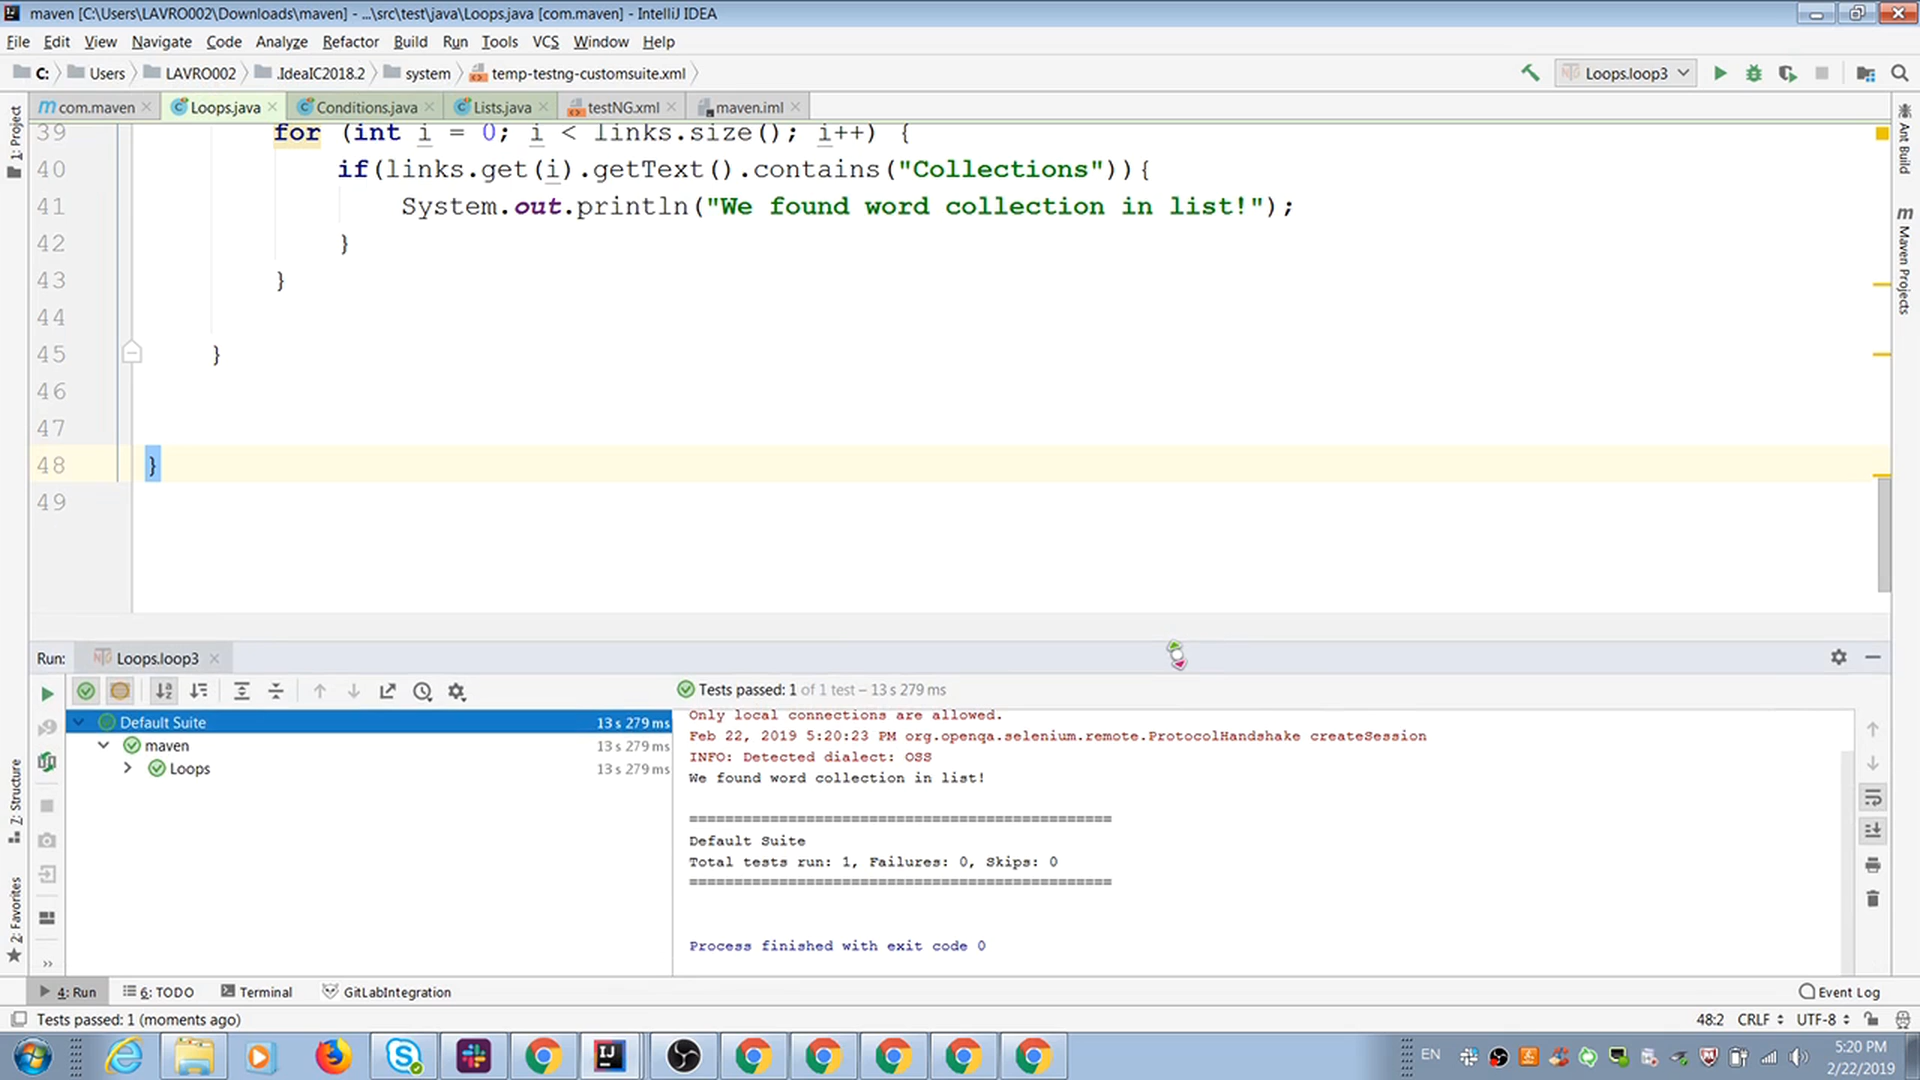 maven [C:\Users\LAVRO002\Downloads\maven] - ...\src\test\java\Loops.java [com.maven] - IntelliJ IDEA
File Edit View Navigate Code Analyze Refactor Build Run Tools VCS Window Help
C: Users LAVRO002 .IdeaIC2018.2 system temp-testng-customsuite.xml Loops.loop3
com.maven Loops.java Conditions.java Lists.java testNG.xml maven.iml
1: Project
Ant Build
Maven Projects
39 for (int i = 0; i < links.size(); i++) {
40 if(links.get(i).getText().contains("Collections")){
41 System.out.println("We found word collection in list!");
42 }
43 }
44
45 }
46
47
48 }
49
Run: Loops.loop3
Tests passed: 1 of 1 test – 13 s 279 ms
Default Suite 13 s 279 ms
maven 13 s 279 ms
Loops 13 s 279 ms
Only local connections are allowed.
Feb 22, 2019 5:20:23 PM org.openqa.selenium.remote.ProtocolHandshake createSession
INFO: Detected dialect: OSS
We found word collection in list!
===============================================
Default Suite
Total tests run: 1, Failures: 0, Skips: 0
===============================================
Process finished with exit code 0
7: Structure
2: Favorites
4: Run 6: TODO Terminal GitLabIntegration Event Log
Tests passed: 1 (moments ago) 48:2 CRLF UTF-8
EN 5:20 PM
2/22/2019